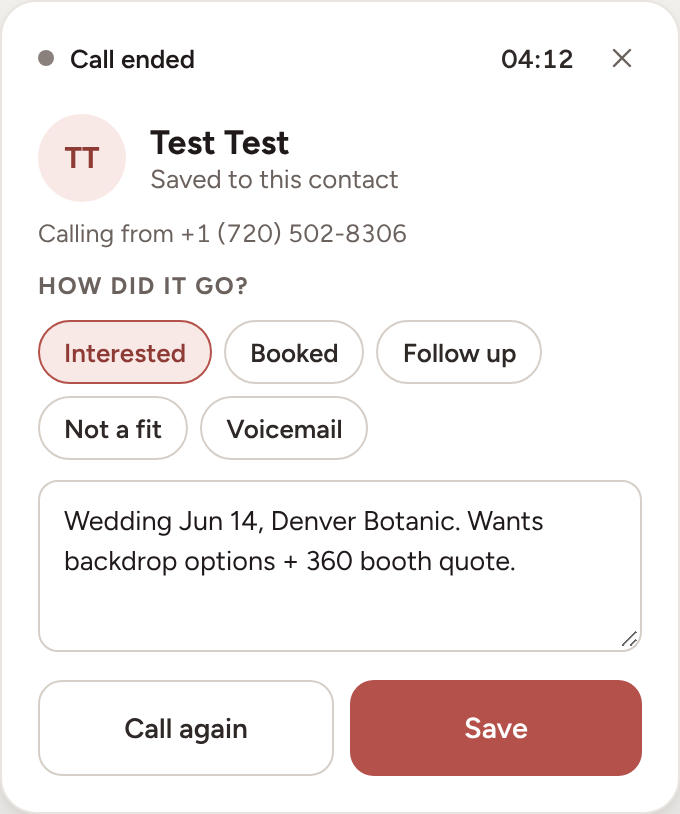 Call ended 04:12
TT
Test Test
Saved to this contact
Calling from +1 (720) 502-8306
HOW DID IT GO?
Interested Booked Follow up
Not a fit Voicemail
Wedding Jun 14, Denver Botanic. Wants
backdrop options + 360 booth quote.
Call again Save